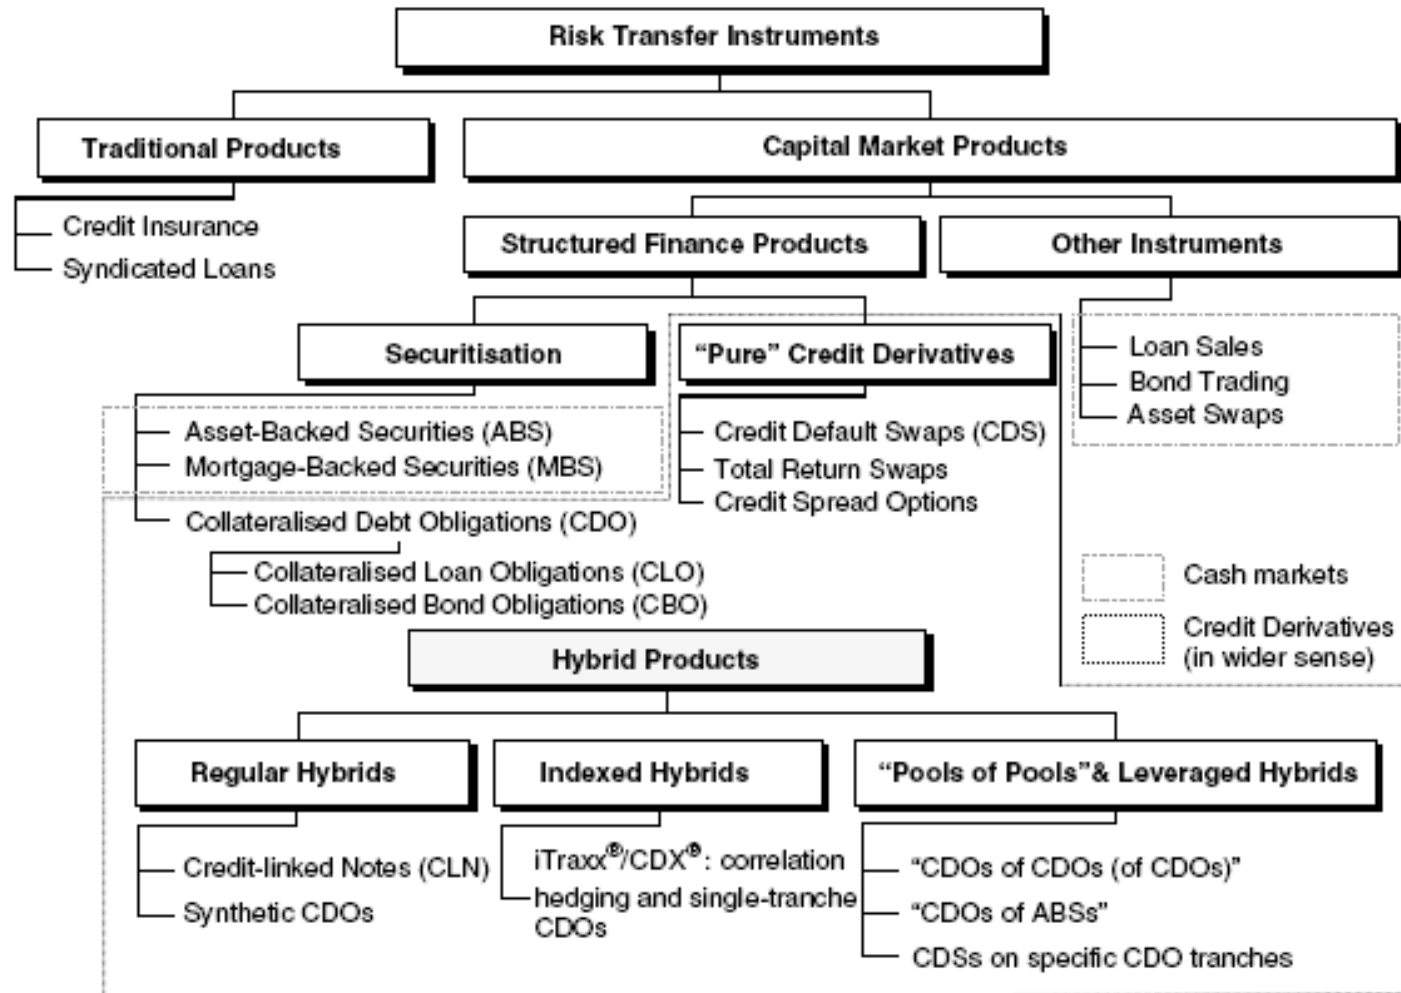 Risk Transfer Instruments
Traditional Products
Capital Market Products
Credit Insurance
Syndicated Loans
Structured Finance Products
Other Instruments
Securitisation
“Pure” Credit Derivatives
Loan Sales
Bond Trading
Asset Swaps
Asset-Backed Securities (ABS)
Mortgage-Backed Securities (MBS)
Collateralised Debt Obligations (CDO)
Collateralised Loan Obligations (CLO)
Collateralised Bond Obligations (CBO)
Credit Default Swaps (CDS)
Total Return Swaps
Credit Spread Options
Cash markets
Credit Derivatives
(in wider sense)
Hybrid Products
Regular Hybrids
Indexed Hybrids
“Pools of Pools”& Leveraged Hybrids
Credit-linked Notes (CLN)
Synthetic CDOs
iTraxx®/CDX®: correlation
hedging and single-tranche
CDOs
“CDOs of CDOs (of CDOs)”
“CDOs of ABSs”
CDSs on specific CDO tranches